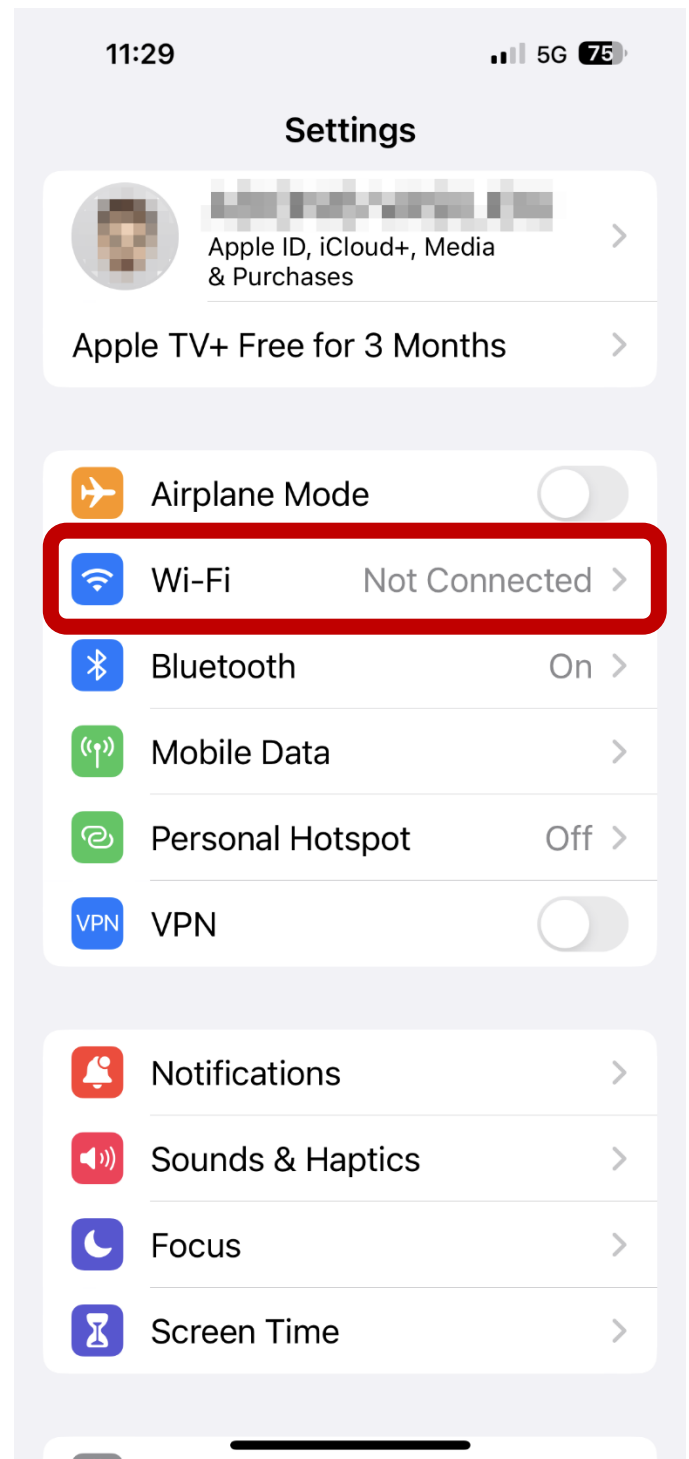 11:29 5G 75
Settings
Apple ID, iCloud+, Media
& Purchases
Apple TV+ Free for 3 Months
Airplane Mode
Wi-Fi Not Connected
Bluetooth On
Mobile Data
Personal Hotspot Off
VPN VPN
Notifications
Sounds & Haptics
Focus
Screen Time